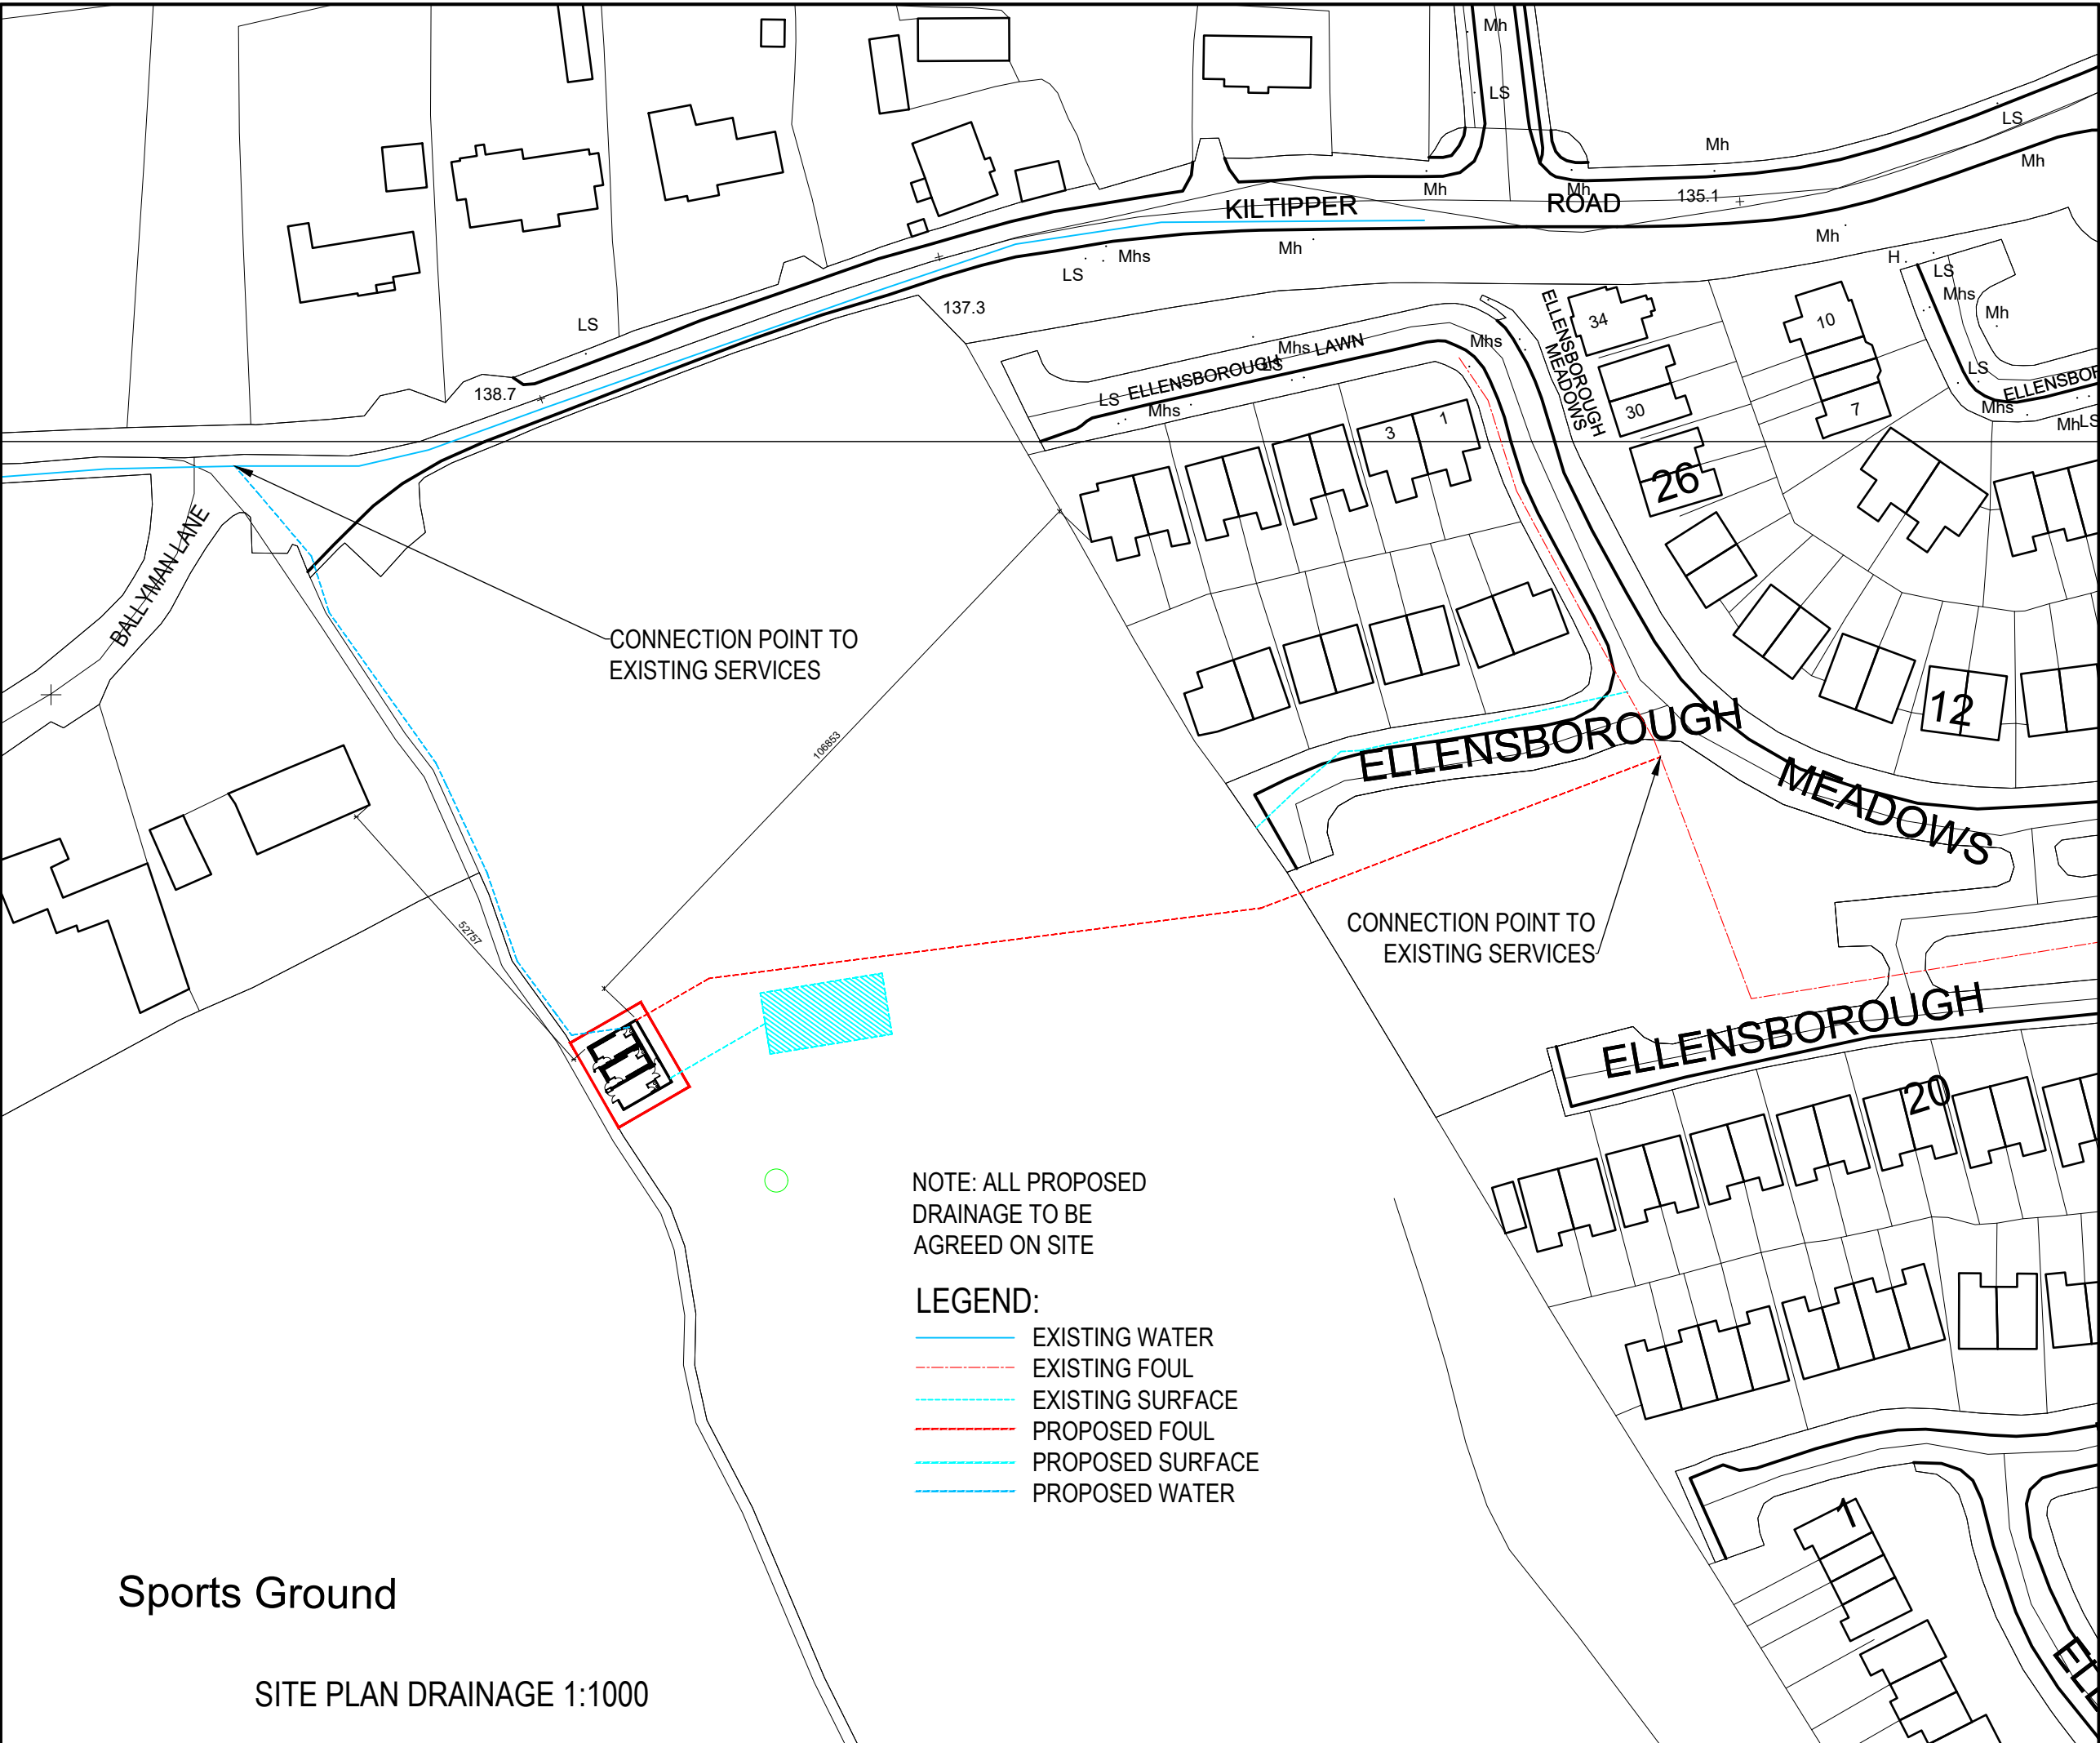 Mh
LS
LS
Mh
Mh
Mh
Mh
KILTIPPER
ROAD
135.1
Mhs
Mh
Mh
LS
H
LS
Mhs
Mh
137.3
LS
ELLENSBOROUGH
MEADOWS
34
10
Mhs
ELLENSBOROUGH LAWN
Mhs
LS
LS
138.7
LS
Mhs
3
1
30
7
ELLENSBOR
Mhs
Mh
LS
26
BALLYMAN LANE
CONNECTION POINT TO
EXISTING SERVICES
106853
12
ELLENSBOROUGH
MEADOWS
52757
CONNECTION POINT TO
EXISTING SERVICES
ELLENSBOROUGH
20
NOTE: ALL PROPOSED
DRAINAGE TO BE
AGREED ON SITE
LEGEND:
EXISTING WATER
EXISTING FOUL
EXISTING SURFACE
PROPOSED FOUL
PROPOSED SURFACE
PROPOSED WATER
1
Sports Ground
SITE PLAN DRAINAGE 1:1000